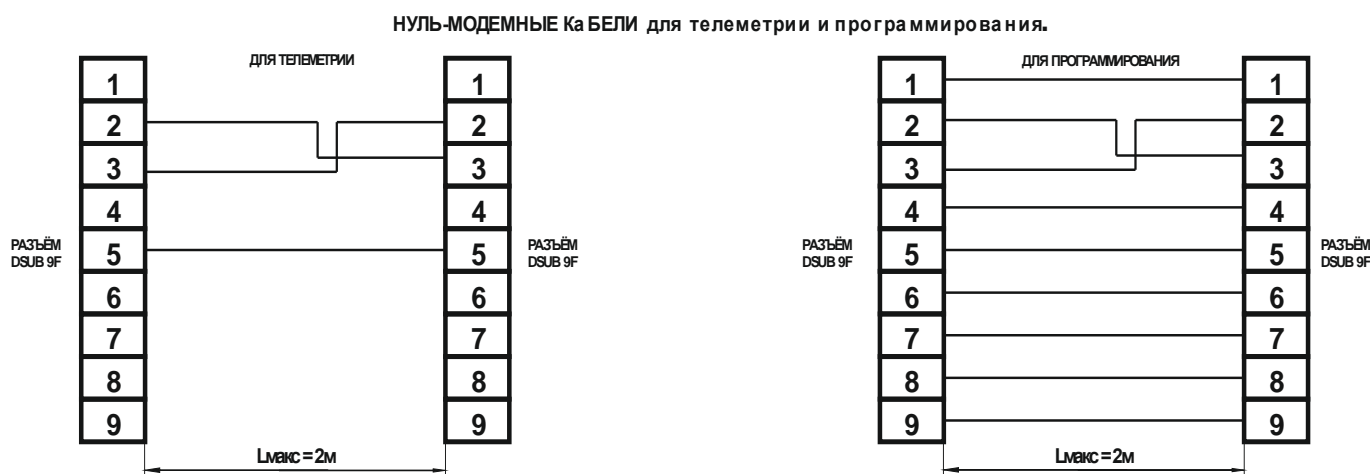 НУЛЬ-МОДЕМНЫЕ Ка БЕЛИ для телеметрии и программирования.
ДЛЯ ТЕЛЕМЕТРИИ
1 1
2 2
3 3
4 4
РАЗЪЁМ DSUB 9F 5 5 РАЗЪЁМ DSUB 9F
6 6
7 7
8 8
9 9
Lмакс = 2м
ДЛЯ ПРОГРАММИРОВАНИЯ
1 1
2 2
3 3
4 4
РАЗЪЁМ DSUB 9F 5 5 РАЗЪЁМ DSUB 9F
6 6
7 7
8 8
9 9
Lмакс = 2м